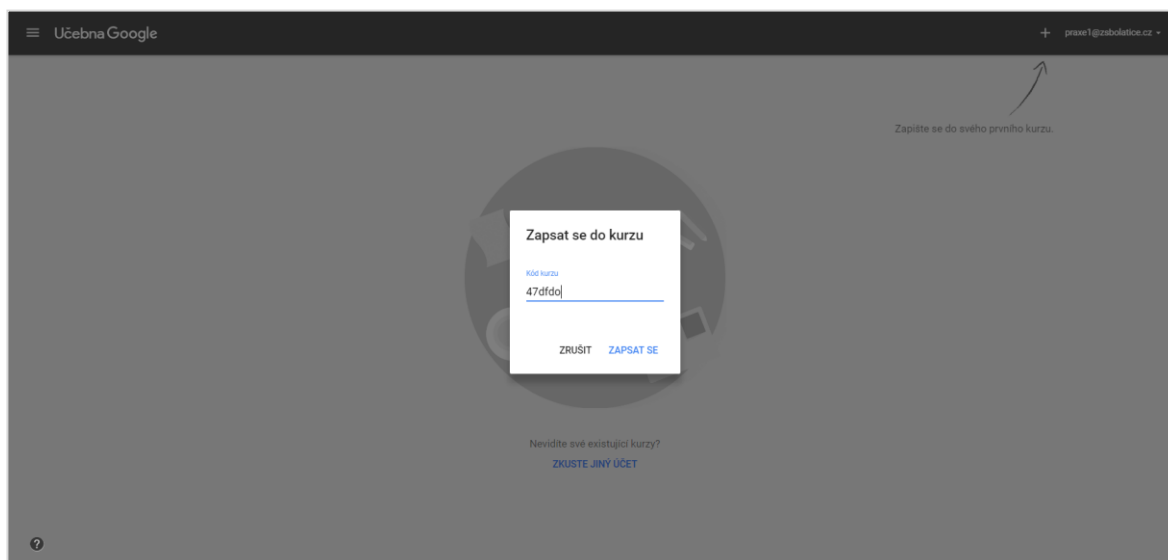 Učebna Google
praxe1@zsbolatice.cz
Zapište se do svého prvního kurzu.
Zapsat se do kurzu
Kód kurzu
47dfdo
ZRUŠIT ZAPSAT SE
Nevidíte své existující kurzy?
ZKUSTE JINÝ ÚČET